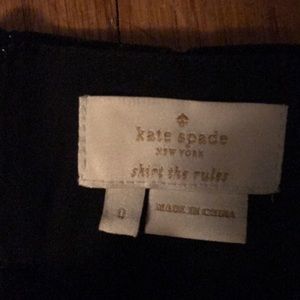 kate spade
NEW YORK
skirt the rules
0
MADE IN CHINA